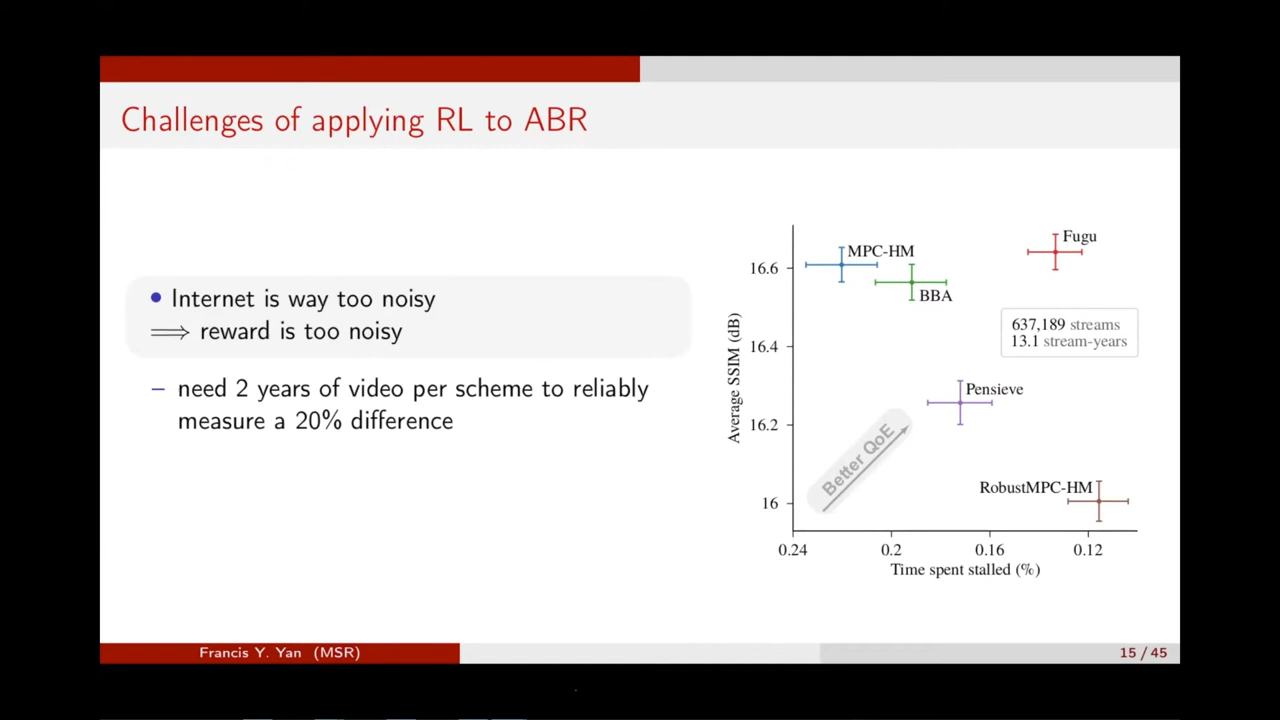 Challenges of applying RL to ABR
• Internet is way too noisy
⟹ reward is too noisy
– need 2 years of video per scheme to reliably
measure a 20% difference
Average SSIM (dB)
16.6
16.4
16.2
16
MPC-HM
BBA
Fugu
637,189 streams
13.1 stream-years
Pensieve
Better QoE
RobustMPC-HM
0.24
0.2
0.16
0.12
Time spent stalled (%)
Francis Y. Yan (MSR)
15 / 45